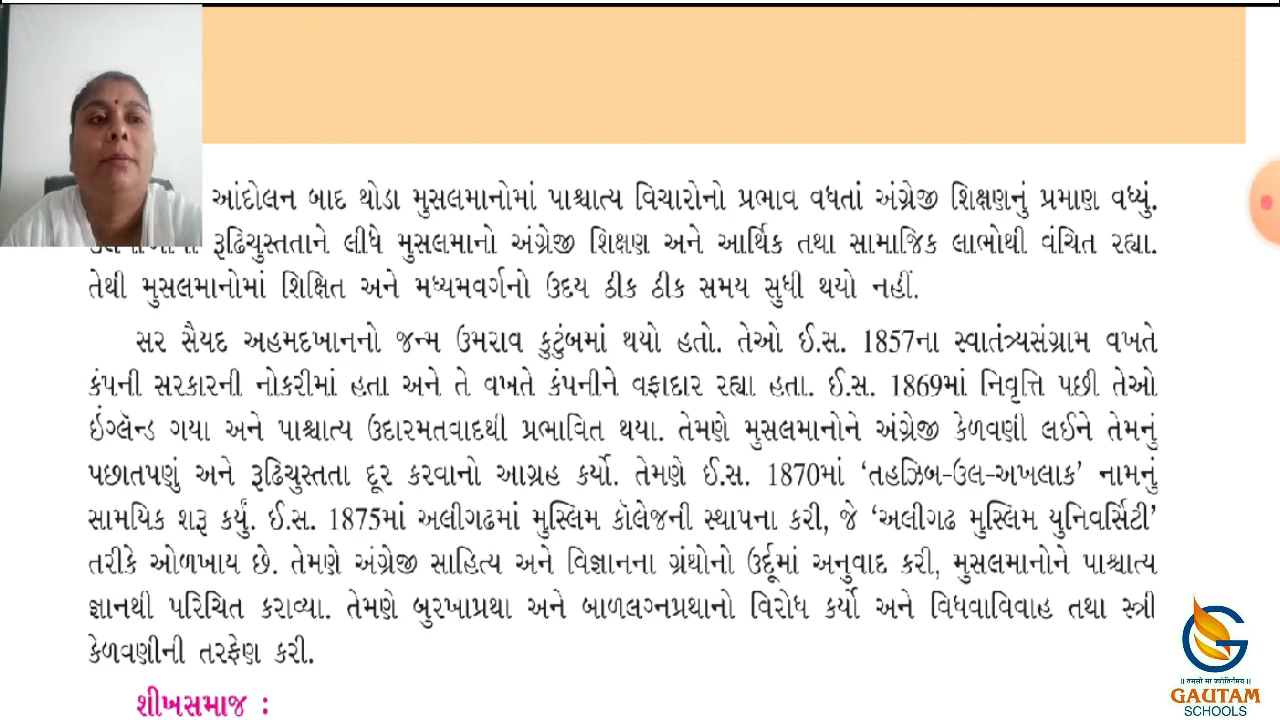 આંદોલન બાદ થોડા મુસલમાનોમાં પાશ્ચાત્ય વિચારોનો પ્રભાવ વધતાં અંગ્રેજી શિક્ષણનું પ્રમાણ વધ્યું.
રૂઢિચુસ્તતાને લીધે મુસલમાનો અંગ્રેજી શિક્ષણ અને આર્થિક તથા સામાજિક લાભોથી વંચિત રહ્યા.
તેથી મુસલમાનોમાં શિક્ષિત અને મધ્યમવર્ગનો ઉદય ઠીક ઠીક સમય સુધી થયો નહીં.
સર સૈયદ અહમદખાનનો જન્મ ઉમરાવ કુટુંબમાં થયો હતો. તેઓ ઈ.સ. 1857ના સ્વાતંત્ર્યસંગ્રામ વખતે
કંપની સરકારની નોકરીમાં હતા અને તે વખતે કંપનીને વફાદાર રહ્યા હતા. ઈ.સ. 1869માં નિવૃત્તિ પછી તેઓ
ઇંગ્લૅન્ડ ગયા અને પાશ્ચાત્ય ઉદારમતવાદથી પ્રભાવિત થયા. તેમણે મુસલમાનોને અંગ્રેજી કેળવણી લઈને તેમનું
પછાતપણું અને રૂઢિચુસ્તતા દૂર કરવાનો આગ્રહ કર્યો. તેમણે ઈ.સ. 1870માં ‘તહઝિબ-ઉલ-અખલાક’ નામનું
સામયિક શરૂ કર્યું. ઈ.સ. 1875માં અલીગઢમાં મુસ્લિમ કૉલેજની સ્થાપના કરી, જે ‘અલીગઢ મુસ્લિમ યુનિવર્સિટી’
તરીકે ઓળખાય છે. તેમણે અંગ્રેજી સાહિત્ય અને વિજ્ઞાનના ગ્રંથોનો ઉર્દૂમાં અનુવાદ કરી, મુસલમાનોને પાશ્ચાત્ય
જ્ઞાનથી પરિચિત કરાવ્યા. તેમણે બુરખાપ્રથા અને બાળલગ્નપ્રથાનો વિરોધ કર્યો અને વિધવાવિવાહ તથા સ્ત્રી
કેળવણીની તરફેણ કરી.
શીખસમાજ :
|| તમસો મા જ્યોતિર્ગમય ||
GAUTAM
SCHOOLS